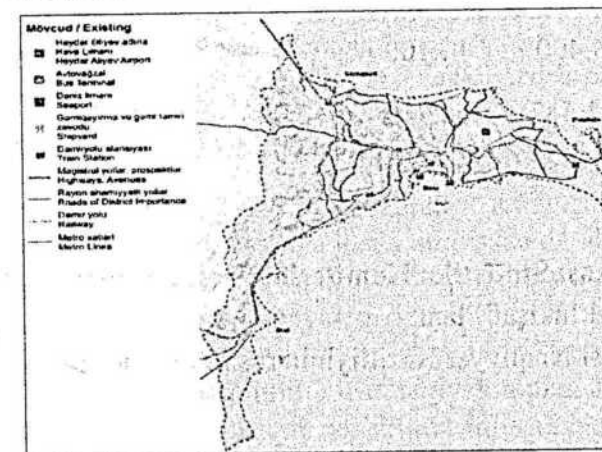 Mövcud / Existing
Heydər Əliyev adına
Hava Limanı
Heydar Aliyev Airport
Avtovağzal
Bus Terminal
Dəniz limanı
Seaport
Gəmiqayırma və gəmi təmiri
zavodu
Shipyard
Dəmiryolu stansiyası
Train Station
Magistral yollar, prospektlər
Highways, Avenues
Rayon əhəmiyyətli yollar
Roads of District Importance
Dəmir yolu
Railway
Metro xətləri
Metro Lines